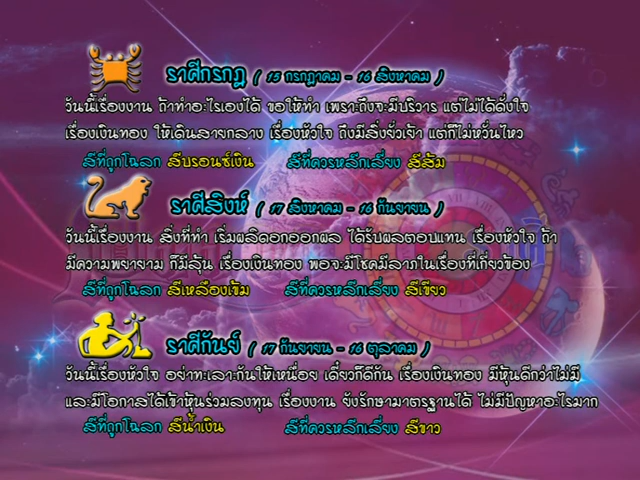 ราศีกรกฎ ( 15 กรกฎาคม - 16 สิงหาคม )
วันนี้เรื่องงาน ถ้าทำอะไรเองได้ ขอให้ทำ เพราะถึงจะมีบริวาร แต่ไม่ได้ดั่งใจ
เรื่องเงินทอง ให้เดินสายกลาง เรื่องหัวใจ ถึงมีสิ่งยั่วเย้า แต่ก็ไม่หวั่นไหว
สีที่ถูกโฉลก สีบรอนซ์เงิน สีที่ควรหลีกเลี่ยง สีส้ม
ราศีสิงห์ ( 17 สิงหาคม - 16 กันยายน )
วันนี้เรื่องงาน สิ่งที่ทำ เริ่มผลิดอกออกผล ได้รับผลตอบแทน เรื่องหัวใจ ถ้า
มีความพยายาม ก็มีลุ้น เรื่องเงินทอง พอจะมีโชคมีลาภในเรื่องที่เกี่ยวข้อง
สีที่ถูกโฉลก สีเหลืองเข้ม สีที่ควรหลีกเลี่ยง สีเขียว
ราศีกันย์ ( 17 กันยายน - 16 ตุลาคม )
วันนี้เรื่องหัวใจ อย่าทะเลาะกันให้เหนื่อย เดี๋ยวก็ดีกัน เรื่องเงินทอง มีหุ้นดีกว่าไม่มี
และมีโอกาสได้เข้าหุ้นร่วมลงทุน เรื่องงาน ยังรักษามาตรฐานได้ ไม่มีปัญหาอะไรมาก
สีที่ถูกโฉลก สีน้ำเงิน สีที่ควรหลีกเลี่ยง สีขาว